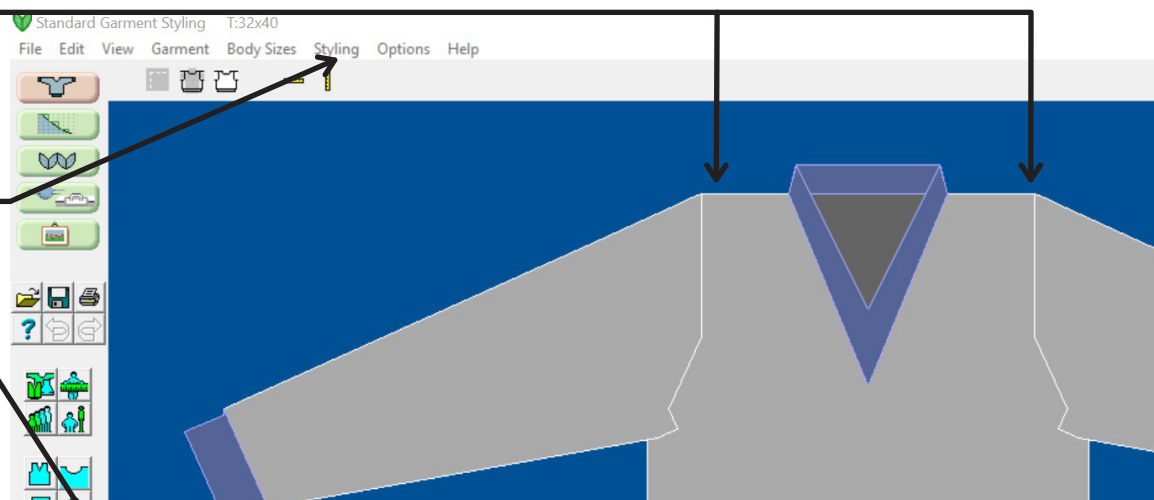 Standard Garment Styling T:32x40
File Edit View Garment Body Sizes Styling Options Help
?